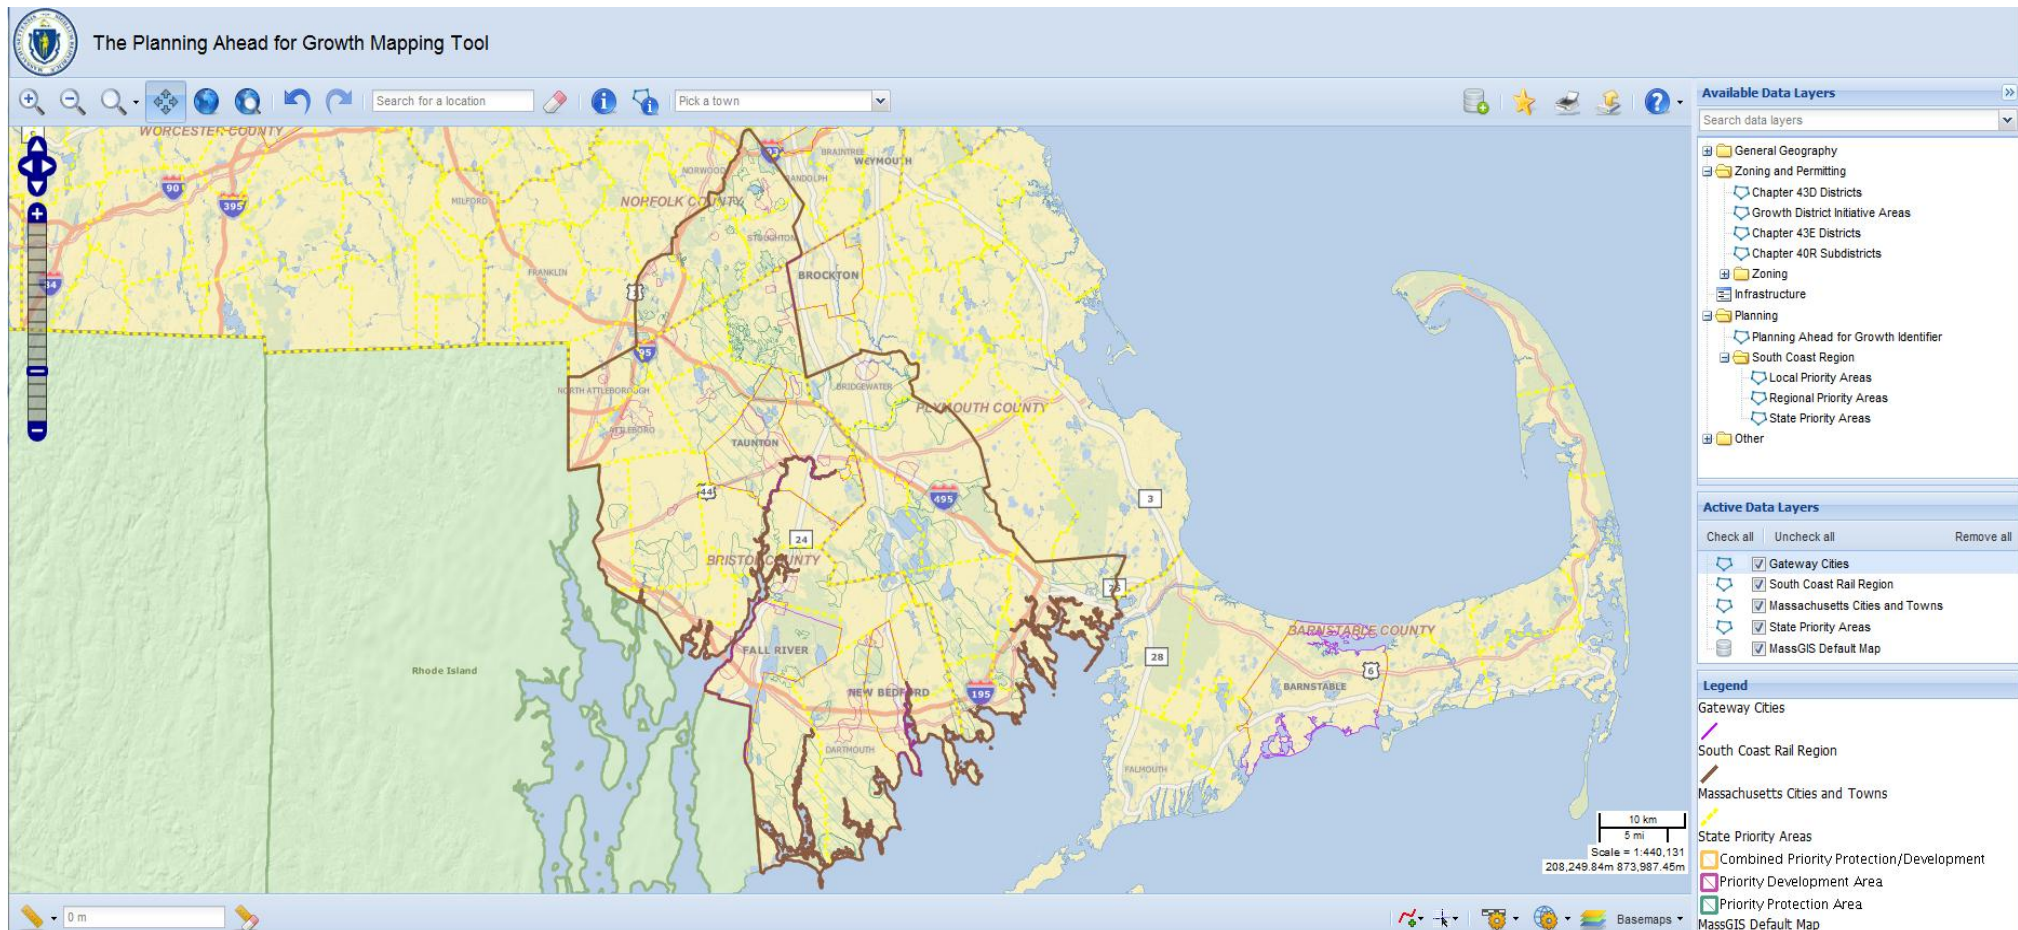 The Planning Ahead for Growth Mapping Tool
Search for a location
Pick a town
WORCESTER COUNTY
93
BRAINTREE
WEYMOUTH
NORWOOD
RANDOLPH
90
395
MILFORD
NORFOLK COUNTY
STOUGHTON
FRANKLIN
BROCKTON
95
NORTH ATTLEBOROUGH
BRIDGEWATER
PLYMOUTH COUNTY
ATTLEBORO
TAUNTON
44
495
3
24
BRISTOL COUNTY
25
BARNSTABLE COUNTY
FALL RIVER
28
6
Rhode Island
NEW BEDFORD
195
BARNSTABLE
DARTMOUTH
FALMOUTH
10 km
5 mi
Scale = 1:440,131
208,249.84m 873,987.45m
0 m
Basemaps
Available Data Layers
Search data layers
General Geography
Zoning and Permitting
Chapter 43D Districts
Growth District Initiative Areas
Chapter 43E Districts
Chapter 40R Subdistricts
Zoning
Infrastructure
Planning
Planning Ahead for Growth Identifier
South Coast Region
Local Priority Areas
Regional Priority Areas
State Priority Areas
Other
Active Data Layers
Check all Uncheck all Remove all
Gateway Cities
South Coast Rail Region
Massachusetts Cities and Towns
State Priority Areas
MassGIS Default Map
Legend
Gateway Cities
South Coast Rail Region
Massachusetts Cities and Towns
State Priority Areas
Combined Priority Protection/Development
Priority Development Area
Priority Protection Area
MassGIS Default Map